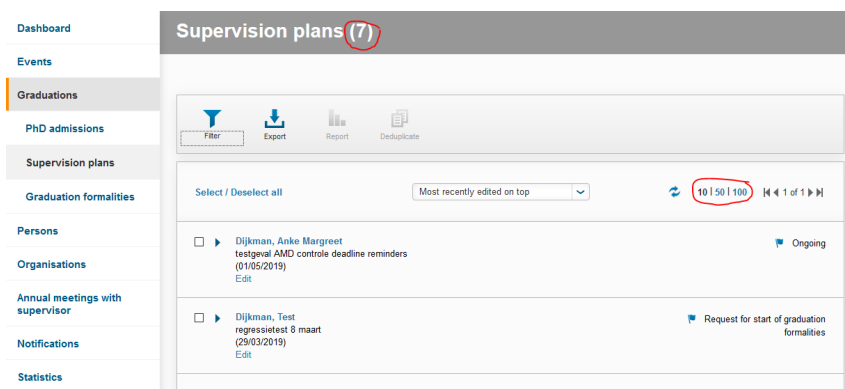 Dashboard
Events
Graduations
PhD admissions
Supervision plans
Graduation formalities
Persons
Organisations
Annual meetings with
supervisor
Notifications
Statistics
Supervision plans (7)
Filter
Export
Report
Deduplicate
Select / Deselect all
Most recently edited on top
10 | 50 | 100
1 of 1
Dijkman, Anke Margreet
testgeval AMD controle deadline reminders
(01/05/2019)
Edit
Ongoing
Dijkman, Test
regressietest 8 maart
(29/03/2019)
Edit
Request for start of graduation
formalities